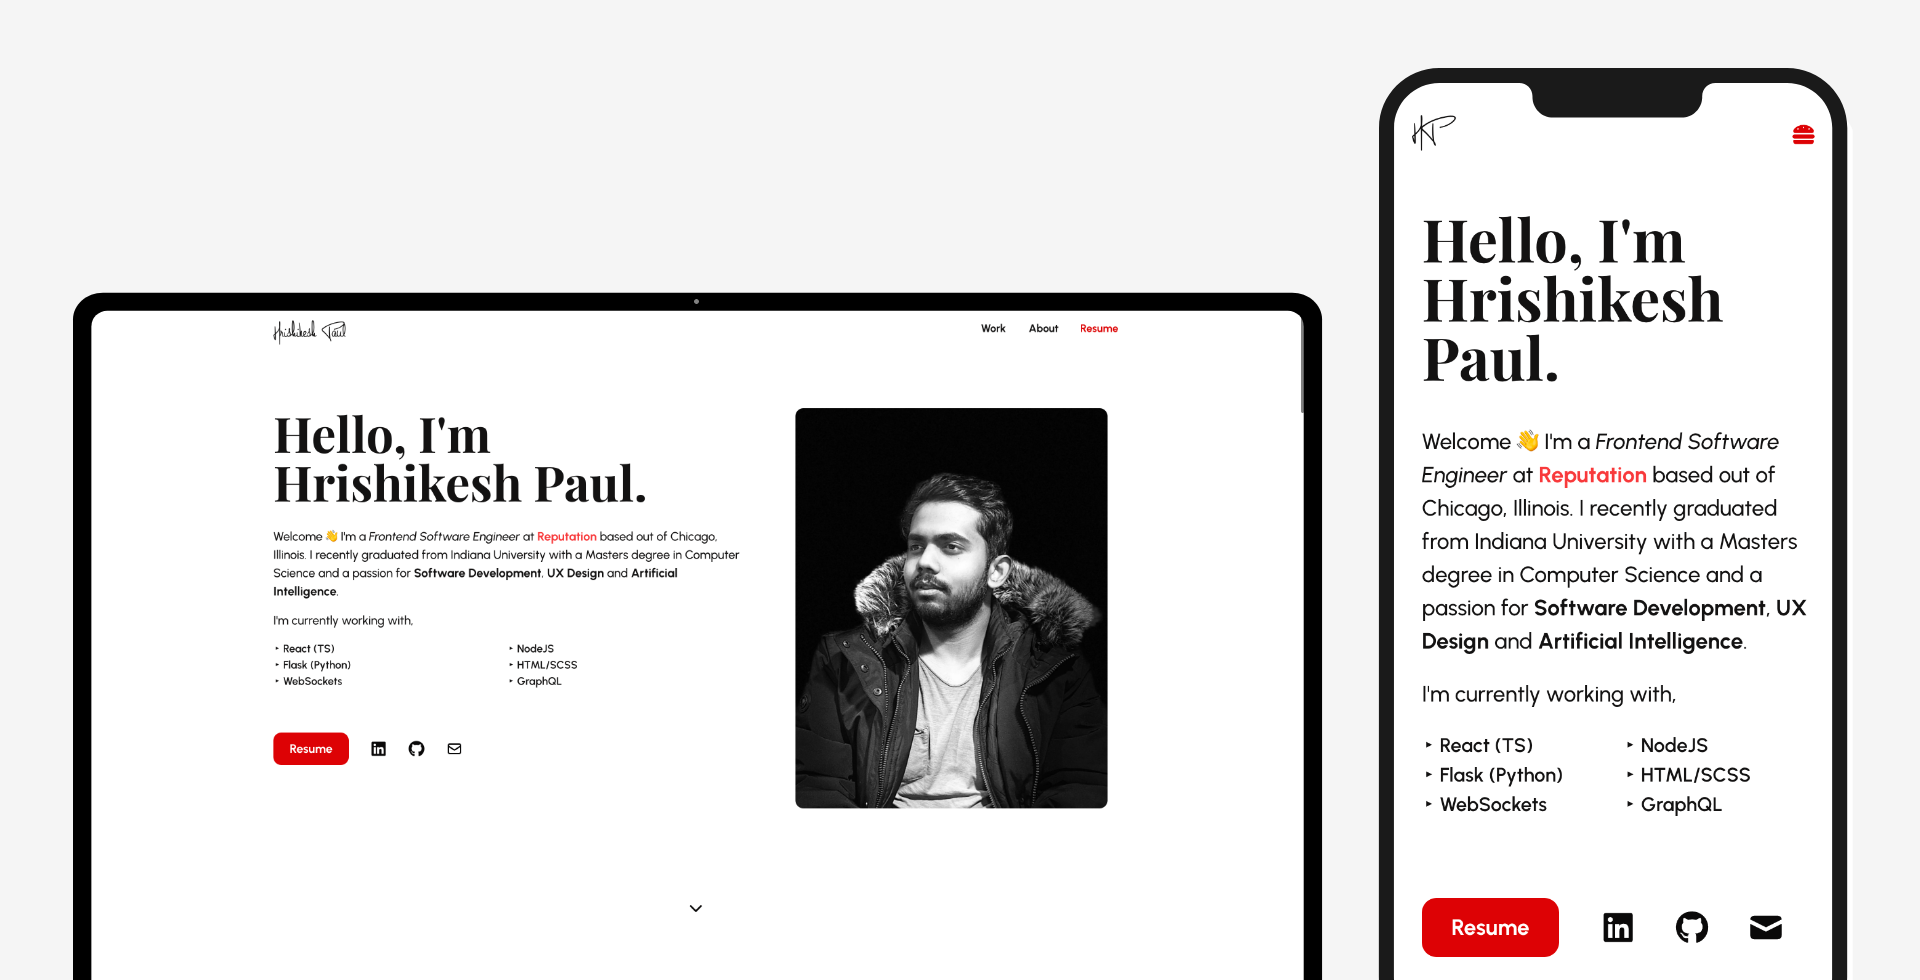 Hrishikesh Paul
Work About Resume
Hello, I'm
Hrishikesh Paul.
Welcome 👋 I'm a Frontend Software Engineer at Reputation based out of Chicago,
Illinois. I recently graduated from Indiana University with a Masters degree in Computer
Science and a passion for Software Development, UX Design and Artificial
Intelligence.
I'm currently working with,
‣ React (TS)
‣ Flask (Python)
‣ WebSockets
‣ NodeJS
‣ HTML/SCSS
‣ GraphQL
Resume
in
HP
Hello, I'm
Hrishikesh
Paul.
Welcome 👋 I'm a Frontend Software
Engineer at Reputation based out of
Chicago, Illinois. I recently graduated
from Indiana University with a Masters
degree in Computer Science and a
passion for Software Development, UX
Design and Artificial Intelligence.
I'm currently working with,
‣ React (TS)
‣ Flask (Python)
‣ WebSockets
‣ NodeJS
‣ HTML/SCSS
‣ GraphQL
Resume
in